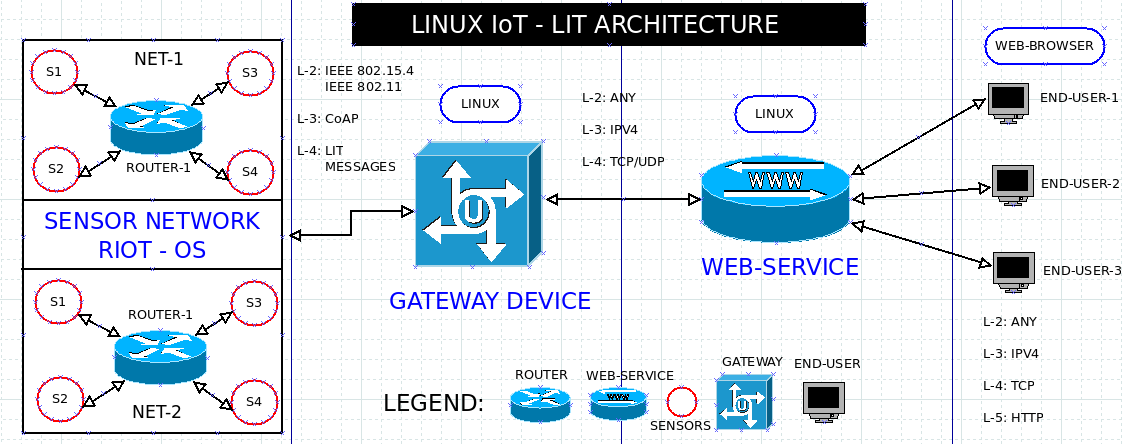 LINUX IoT - LIT ARCHITECTURE
NET-1
S1
S3
S2
S4
ROUTER-1
SENSOR NETWORK
RIOT - OS
S1
S3
ROUTER-1
S2
S4
NET-2
L-2: IEEE 802.15.4
IEEE 802.11
L-3: CoAP
L-4: LIT
MESSAGES
LINUX
U
GATEWAY DEVICE
L-2: ANY
L-3: IPV4
L-4: TCP/UDP
LINUX
WWW
WEB-SERVICE
WEB-BROWSER
END-USER-1
END-USER-2
END-USER-3
L-2: ANY
L-3: IPV4
L-4: TCP
L-5: HTTP
LEGEND:
ROUTER
WEB-SERVICE
WWW
SENSORS
GATEWAY
U
END-USER